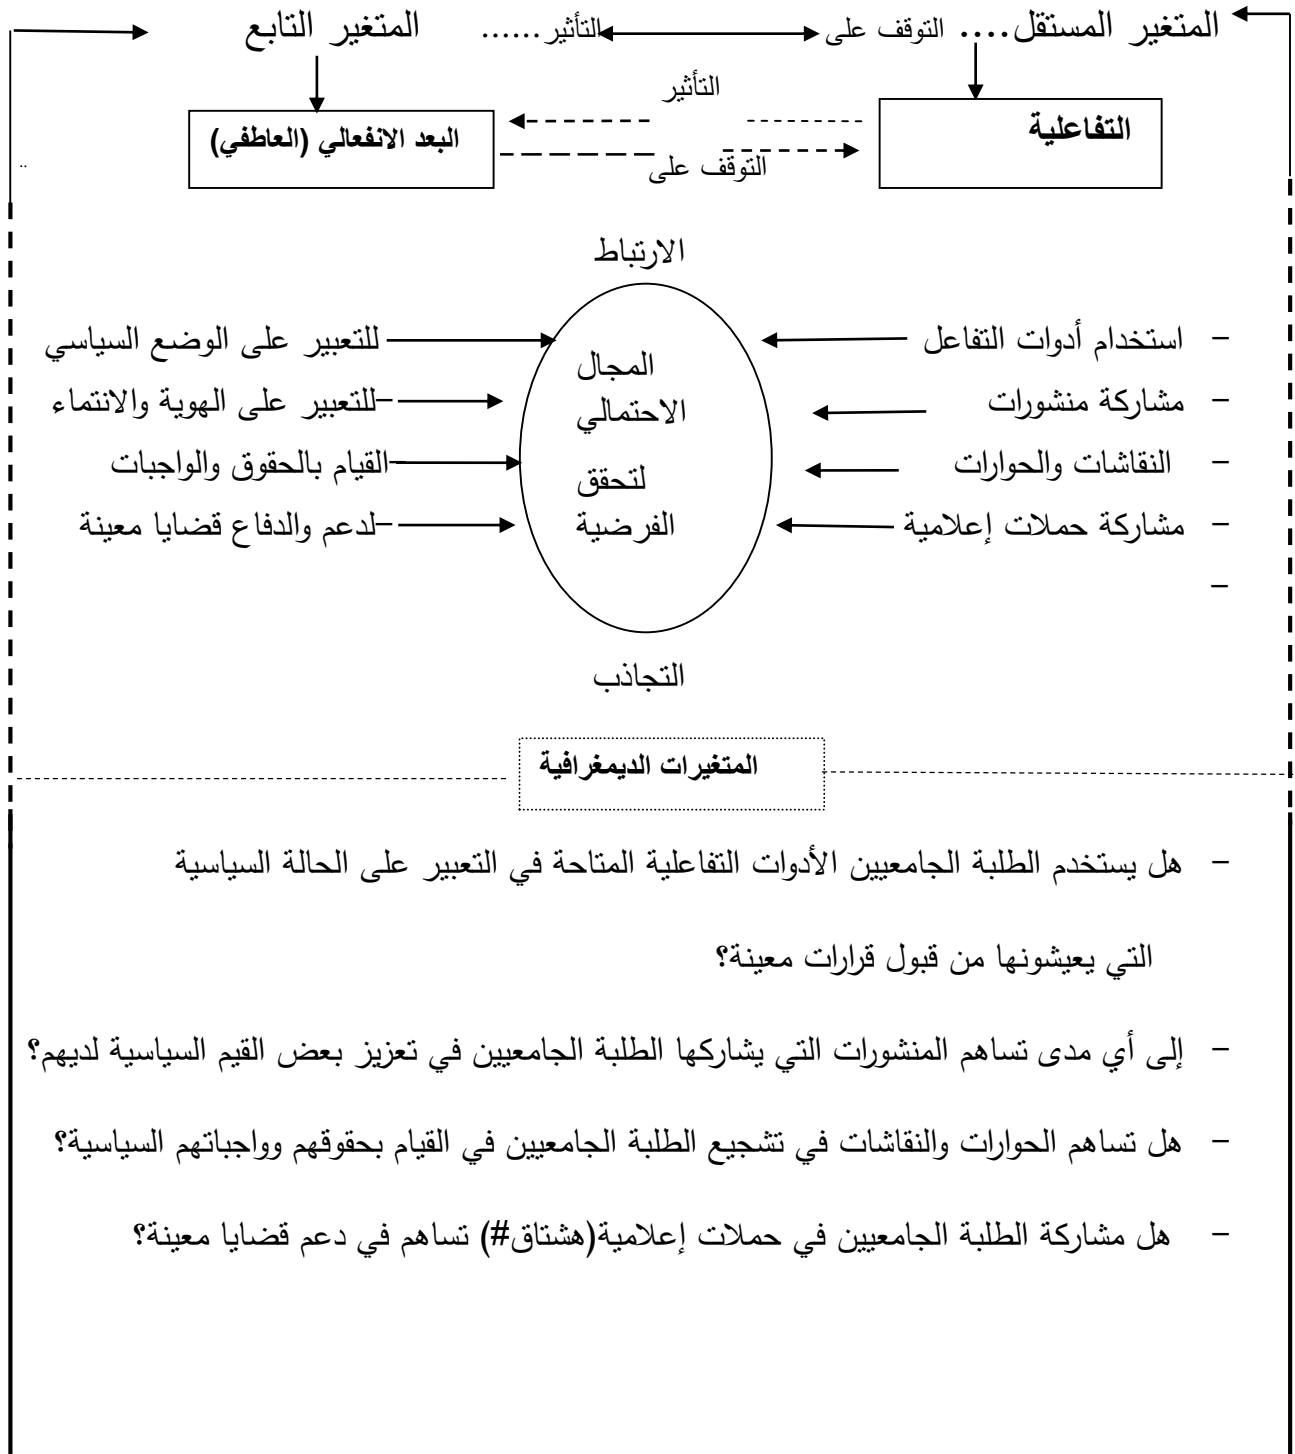 المتغير المستقل.... التوقف على التأثير...... المتغير التابع
التأثير
التفاعلية
البعد الانفعالي (العاطفي)
التوقف على
..
الارتباط
– استخدام أدوات التفاعل
للتعبير على الوضع السياسي
– مشاركة منشورات
–للتعبير على الهوية والانتماء
– النقاشات والحوارات
–القيام بالحقوق والواجبات
– مشاركة حملات إعلامية
–لدعم والدفاع قضايا معينة
–
المجال
الاحتمالي
لتحقق
الفرضية
التجاذب
المتغيرات الديمغرافية
– هل يستخدم الطلبة الجامعيين الأدوات التفاعلية المتاحة في التعبير على الحالة السياسية
التي يعيشونها من قبول قرارات معينة؟
– إلى أي مدى تساهم المنشورات التي يشاركها الطلبة الجامعيين في تعزيز بعض القيم السياسية لديهم؟
– هل تساهم الحوارات والنقاشات في تشجيع الطلبة الجامعيين في القيام بحقوقهم وواجباتهم السياسية؟
– هل مشاركة الطلبة الجامعيين في حملات إعلامية(هشتاق#) تساهم في دعم قضايا معينة؟